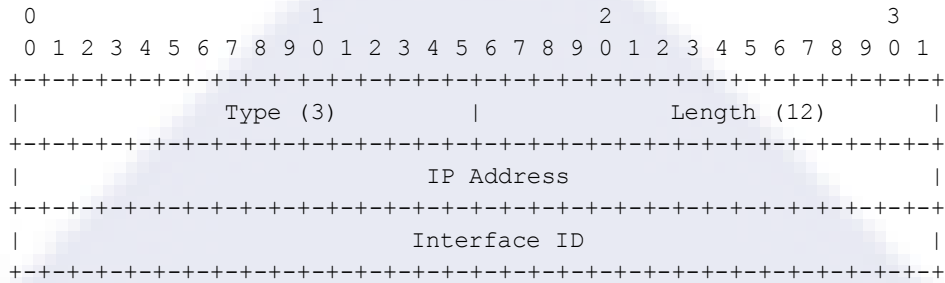 0                   1                   2                   3
0 1 2 3 4 5 6 7 8 9 0 1 2 3 4 5 6 7 8 9 0 1 2 3 4 5 6 7 8 9 0 1
+-+-+-+-+-+-+-+-+-+-+-+-+-+-+-+-+-+-+-+-+-+-+-+-+-+-+-+-+-+-+-+-+
|              Type (3)         |             Length (12)       |
+-+-+-+-+-+-+-+-+-+-+-+-+-+-+-+-+-+-+-+-+-+-+-+-+-+-+-+-+-+-+-+-+
|                            IP Address                         |
+-+-+-+-+-+-+-+-+-+-+-+-+-+-+-+-+-+-+-+-+-+-+-+-+-+-+-+-+-+-+-+-+
|                           Interface ID                        |
+-+-+-+-+-+-+-+-+-+-+-+-+-+-+-+-+-+-+-+-+-+-+-+-+-+-+-+-+-+-+-+-+